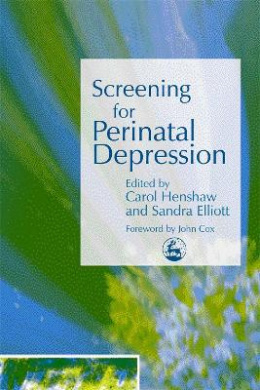 Screening
for
Perinatal
Depression
Edited by
Carol Henshaw
and Sandra Elliott
Foreword by John Cox